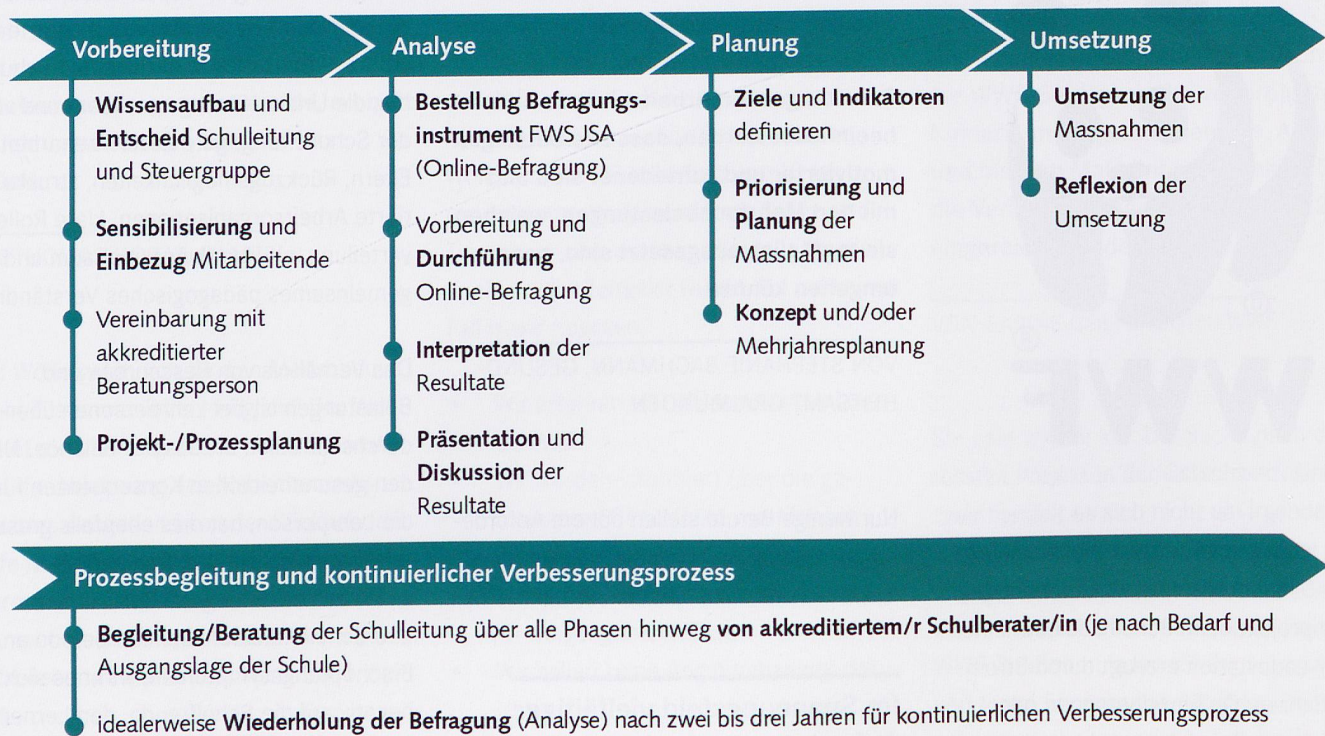 Vorbereitung
Wissensaufbau und
Entscheid Schulleitung
und Steuergruppe
Sensibilisierung und
Einbezug Mitarbeitende
Vereinbarung mit
akkreditierter
Beratungsperson
Projekt-/Prozessplanung
Analyse
Bestellung Befragungs-
instrument FWS JSA
(Online-Befragung)
Vorbereitung und
Durchführung
Online-Befragung
Interpretation der
Resultate
Präsentation und
Diskussion der
Resultate
Planung
Ziele und Indikatoren
definieren
Priorisierung und
Planung der
Massnahmen
Konzept und/oder
Mehrjahresplanung
Umsetzung
Umsetzung der
Massnahmen
Reflexion der
Umsetzung
Prozessbegleitung und kontinuierlicher Verbesserungsprozess
Begleitung/Beratung der Schulleitung über alle Phasen hinweg von akkreditiertem/r Schulberater/in (je nach Bedarf und
Ausgangslage der Schule)
idealerweise Wiederholung der Befragung (Analyse) nach zwei bis drei Jahren für kontinuierlichen Verbesserungsprozess